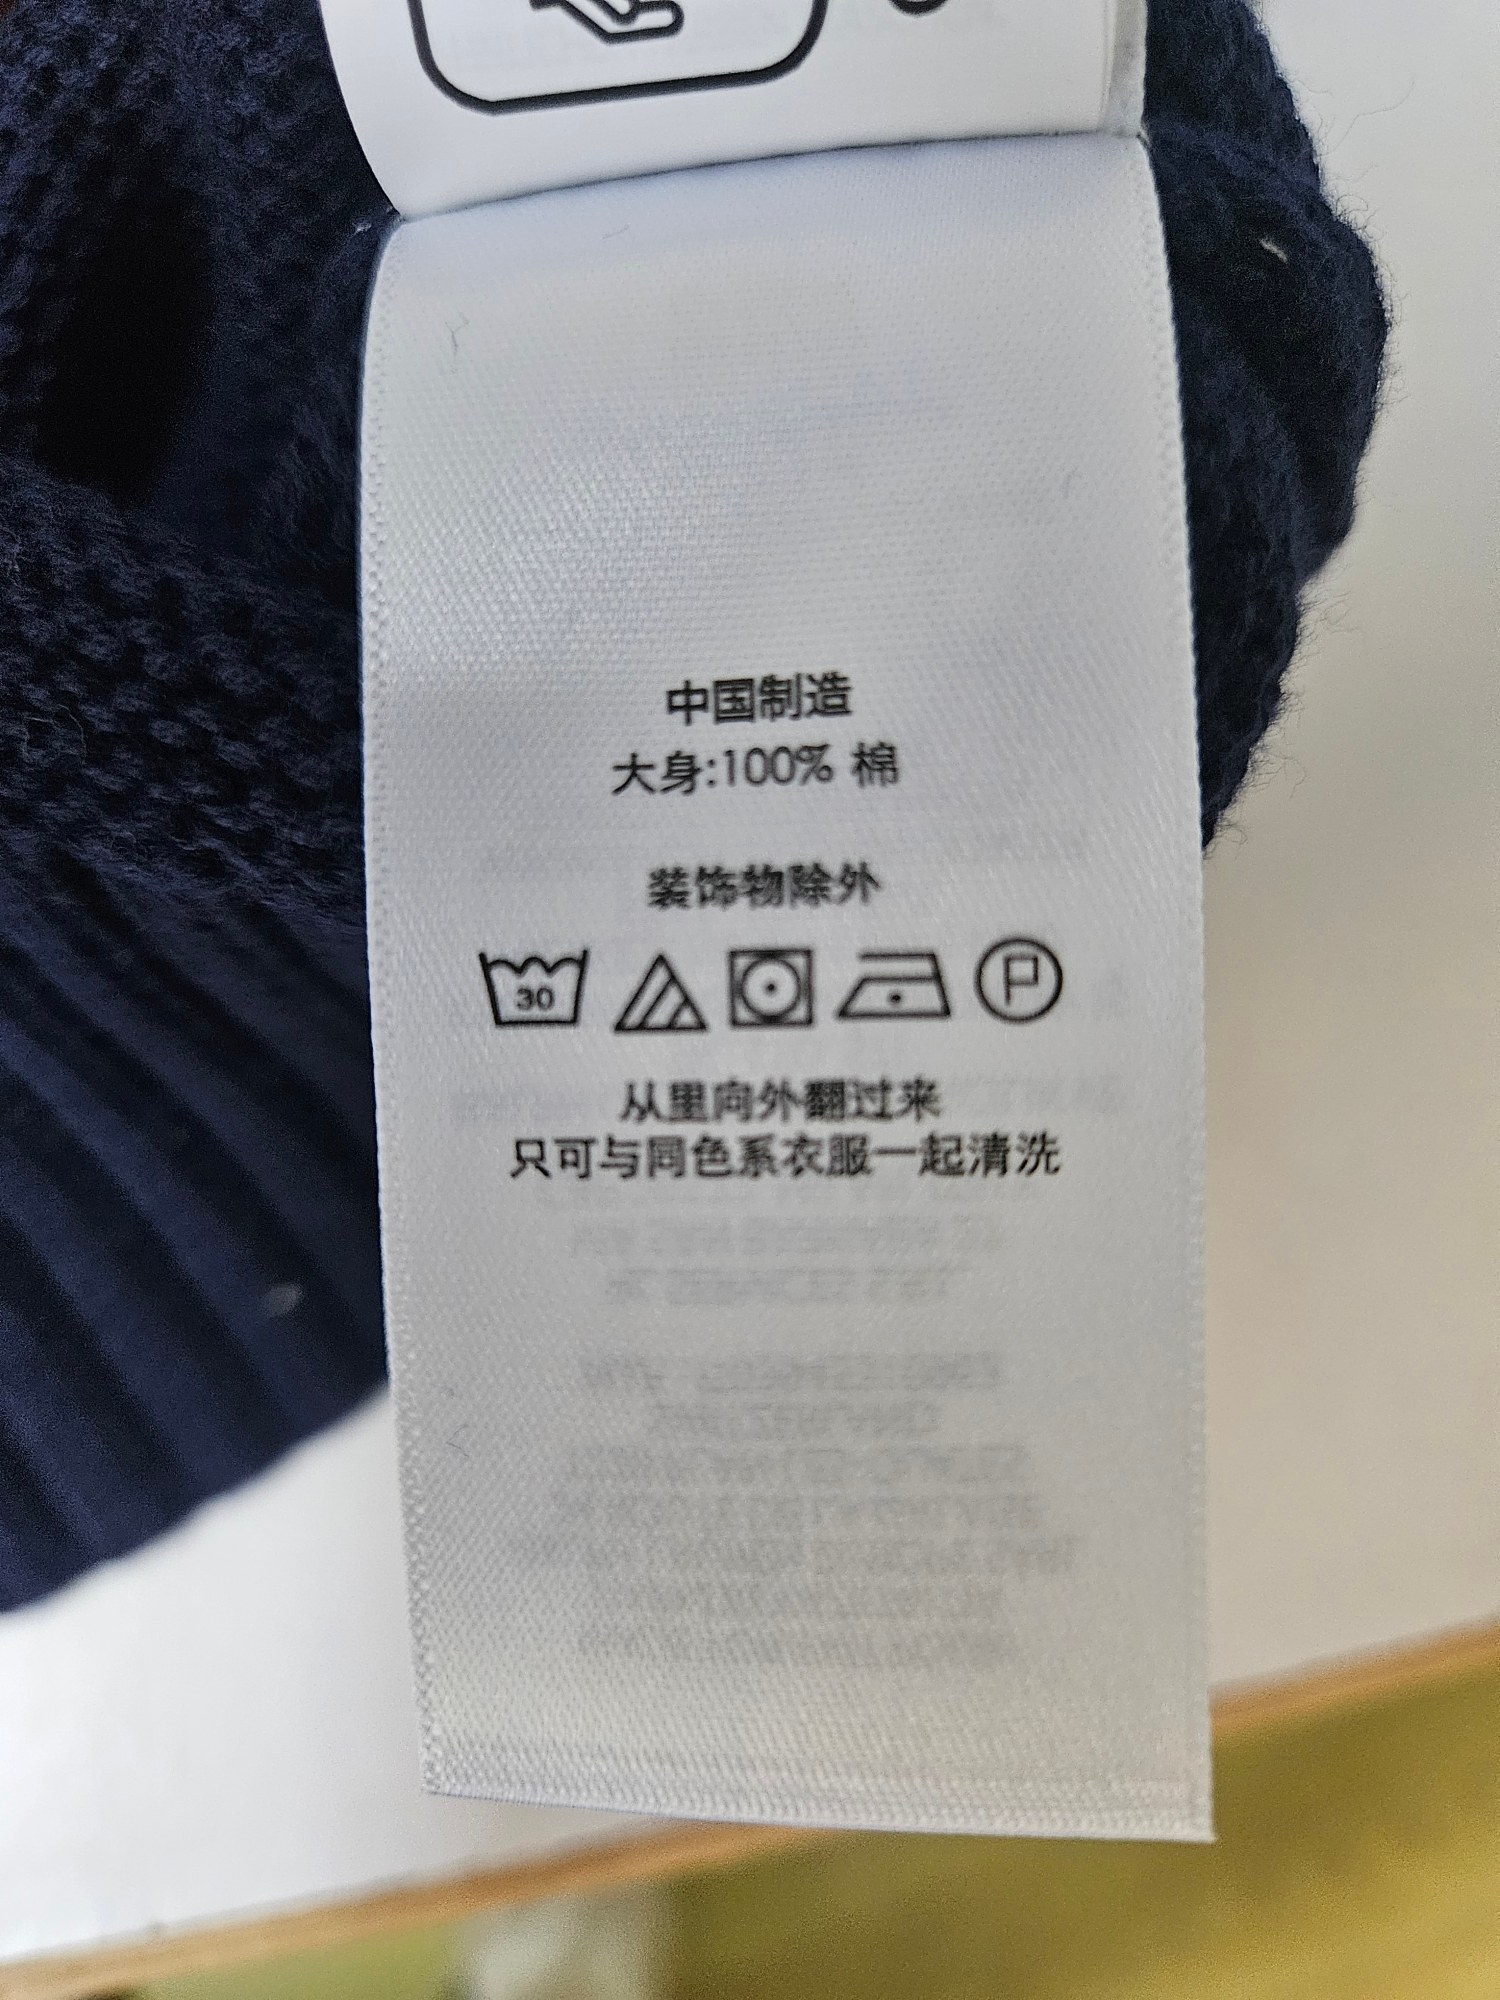 中国制造
大身:100% 棉
装饰物除外
30 P
从里向外翻过来
只可与同色系衣服一起清洗